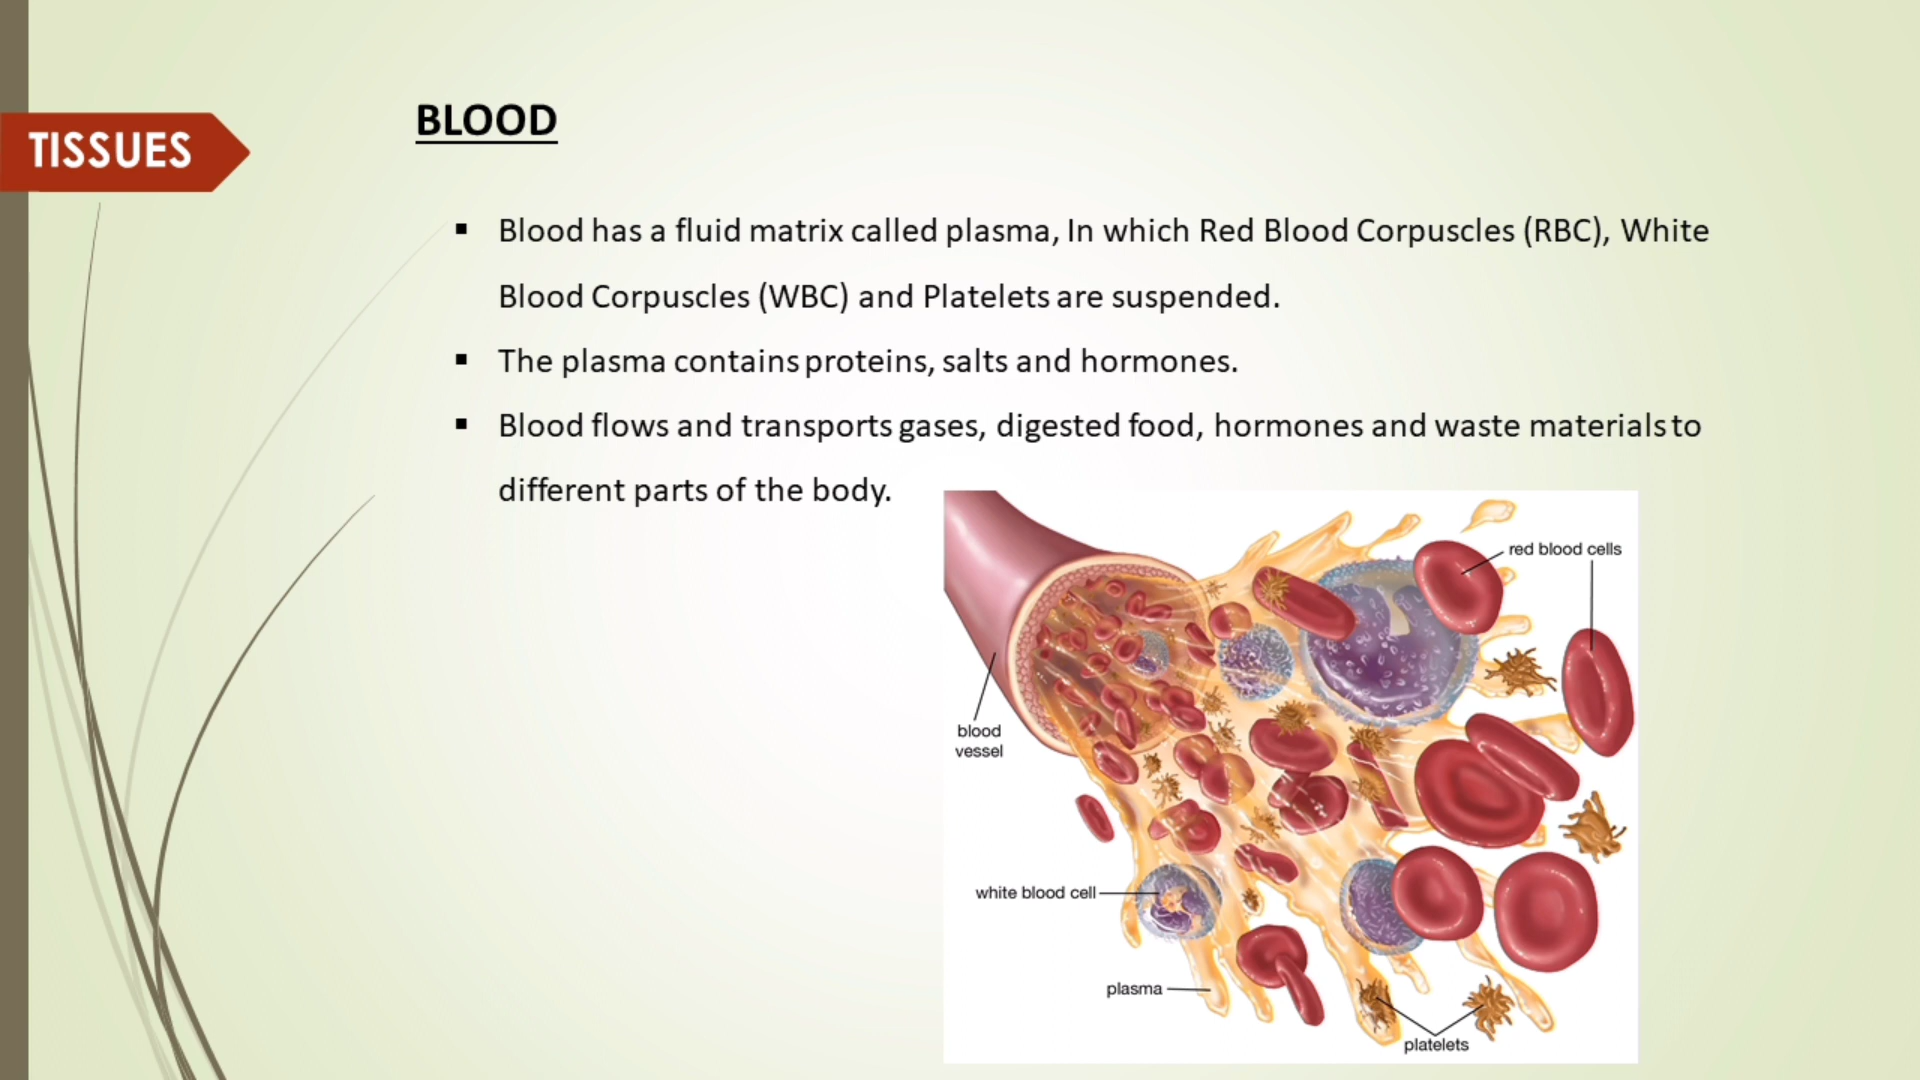 TISSUES
BLOOD
▪ Blood has a fluid matrix called plasma, In which Red Blood Corpuscles (RBC), White
Blood Corpuscles (WBC) and Platelets are suspended.
▪ The plasma contains proteins, salts and hormones.
▪ Blood flows and transports gases, digested food, hormones and waste materials to
different parts of the body.
red blood cells
blood
vessel
white blood cell
plasma
platelets